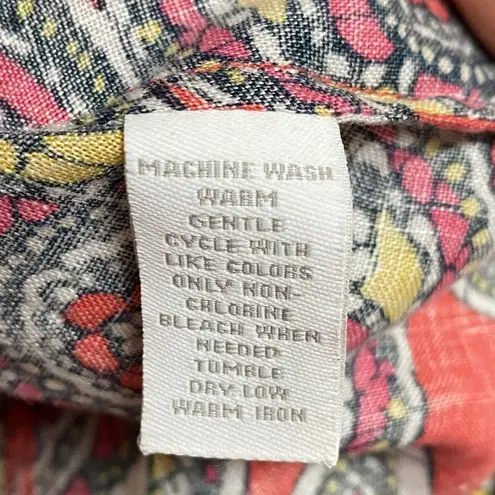 MACHINE WASH
WARM
GENTLE
CYCLE WITH
LIKE COLORS
ONLY NON-
CHLORINE
BLEACH WHEN
NEEDED
TUMBLE
DRY LOW
WARM IRON